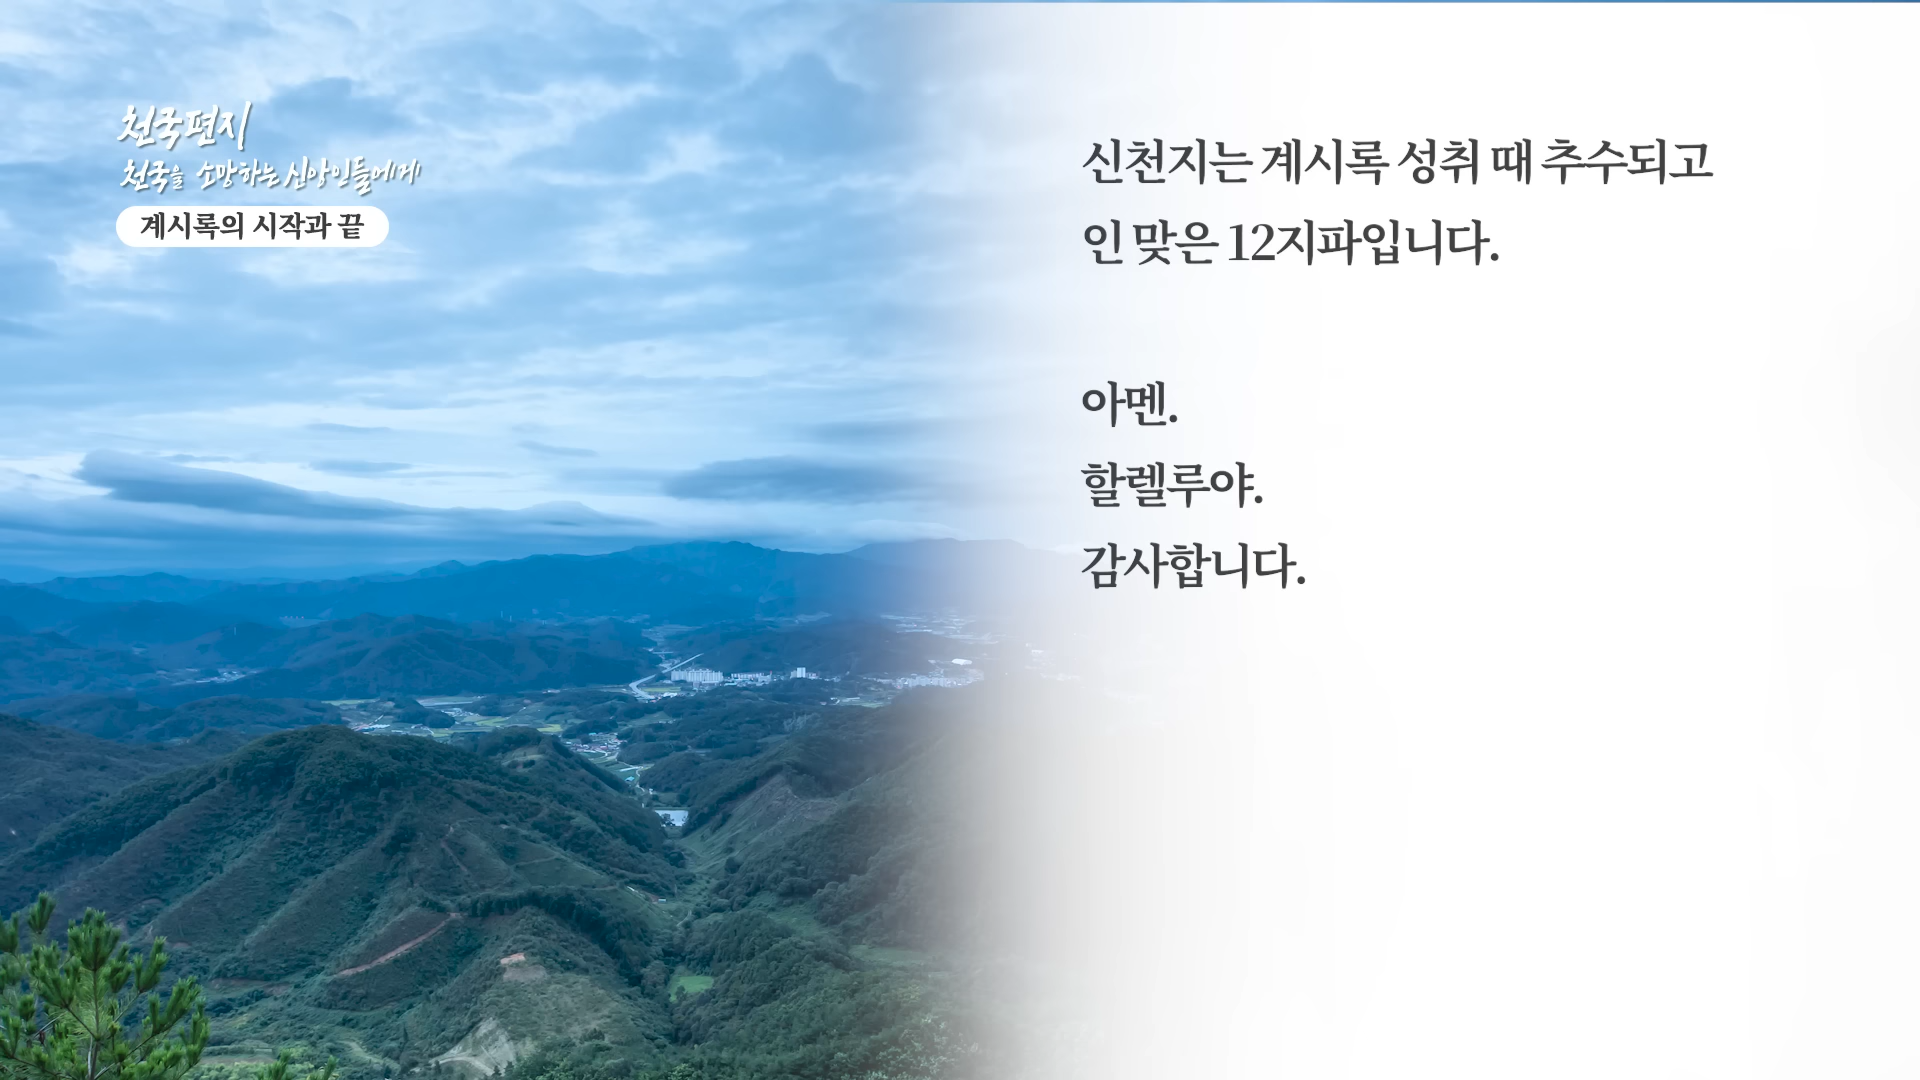 천국편지
천국을 소망하는 신앙인들에게
계시록의 시작과 끝
신천지는 계시록 성취 때 추수되고
인 맞은 12지파입니다.
아멘.
할렐루야.
감사합니다.